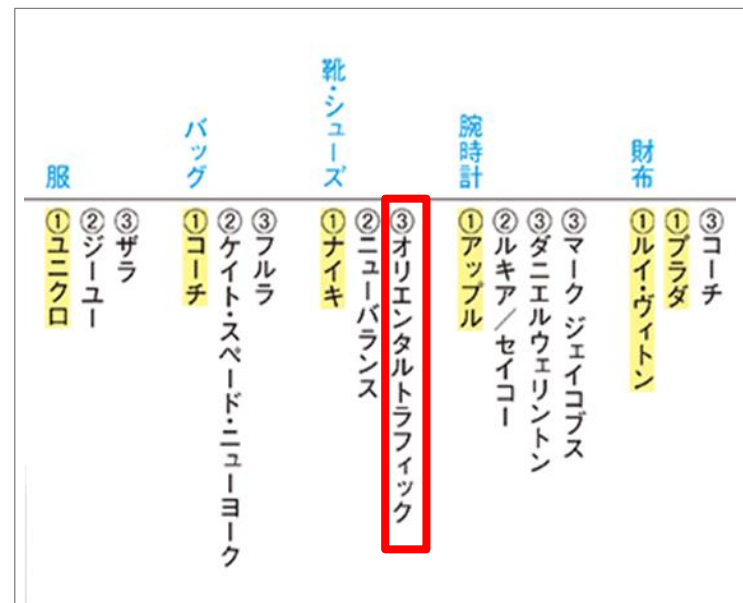 服
①ユニクロ
②ジーユー
③ザラ
バッグ
①コーチ
②ケイト・スペード・ニューヨーク
③フルラ
靴・シューズ
①ナイキ
②ニューバランス
③オリエンタルトラフィック
腕時計
①アップル
②ルキア／セイコー
③ダニエルウェリントン
③マーク ジェイコブス
財布
①ルイ・ヴィトン
①プラダ
③コーチ